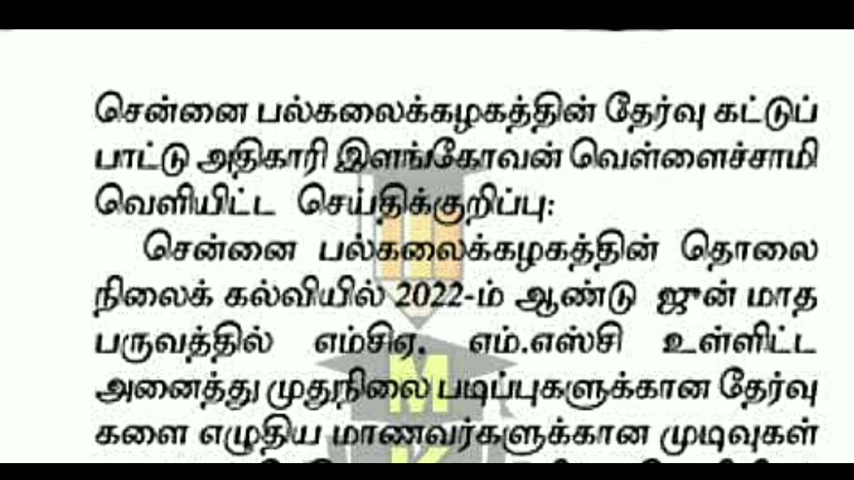 சென்னை பல்கலைக்கழகத்தின் தேர்வு கட்டுப்
பாட்டு அதிகாரி இளங்கோவன் வெள்ளைச்சாமி
வெளியிட்ட செய்திக்குறிப்பு:
சென்னை பல்கலைக்கழகத்தின் தொலை
நிலைக் கல்வியில் 2022-ம் ஆண்டு ஜுன் மாத
பருவத்தில் எம்சிஏ, எம்.எஸ்சி உள்ளிட்ட
அனைத்து முதுநிலை படிப்புகளுக்கான தேர்வு
களை எழுதிய மாணவர்களுக்கான முடிவுகள்
M